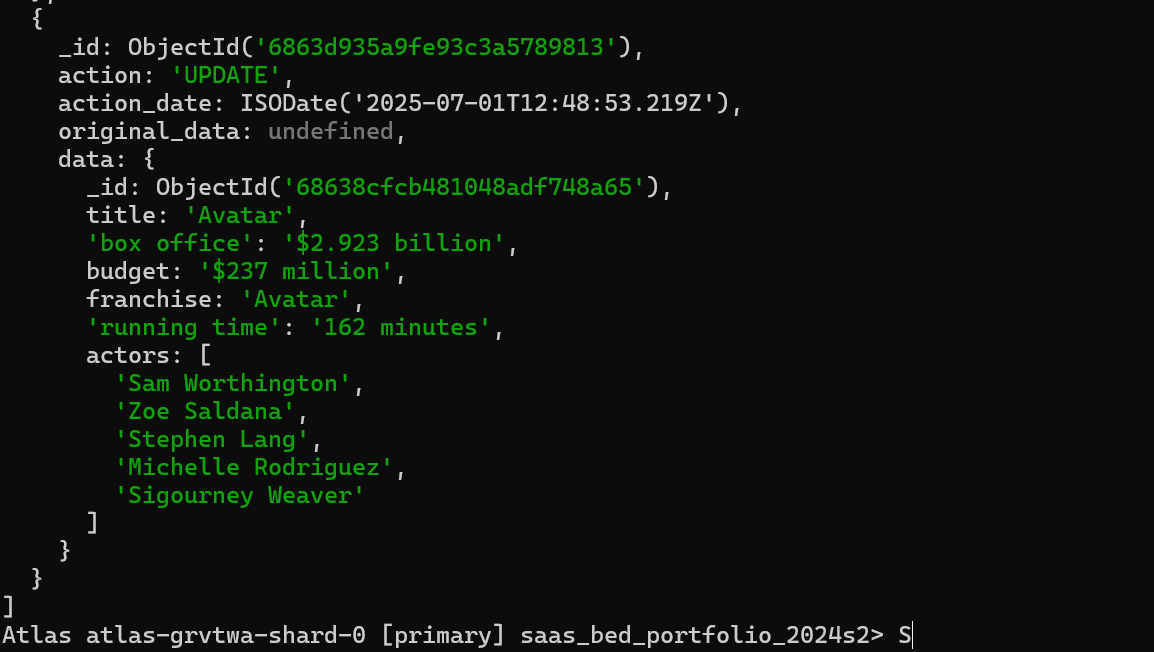 {
_id: ObjectId('6863d935a9fe93c3a5789813'),
action: 'UPDATE',
action_date: ISODate('2025-07-01T12:48:53.219Z'),
original_data: undefined,
data: {
_id: ObjectId('68638cfcb481048adf748a65'),
title: 'Avatar',
'box office': '$2.923 billion',
budget: '$237 million',
franchise: 'Avatar',
'running time': '162 minutes',
actors: [
'Sam Worthington',
'Zoe Saldana',
'Stephen Lang',
'Michelle Rodriguez',
'Sigourney Weaver'
]
}
}
]
Atlas atlas-grvtwa-shard-0 [primary] saas_bed_portfolio_2024s2> S